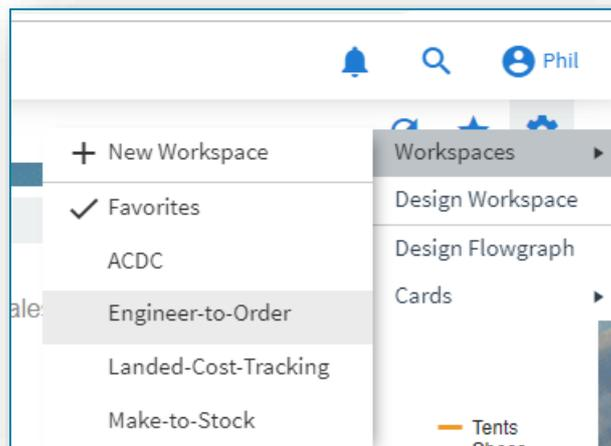 Phil
New Workspace
Favorites
ACDC
Engineer-to-Order
Landed-Cost-Tracking
Make-to-Stock
Workspaces
Design Workspace
Design Flowgraph
Cards
Tents